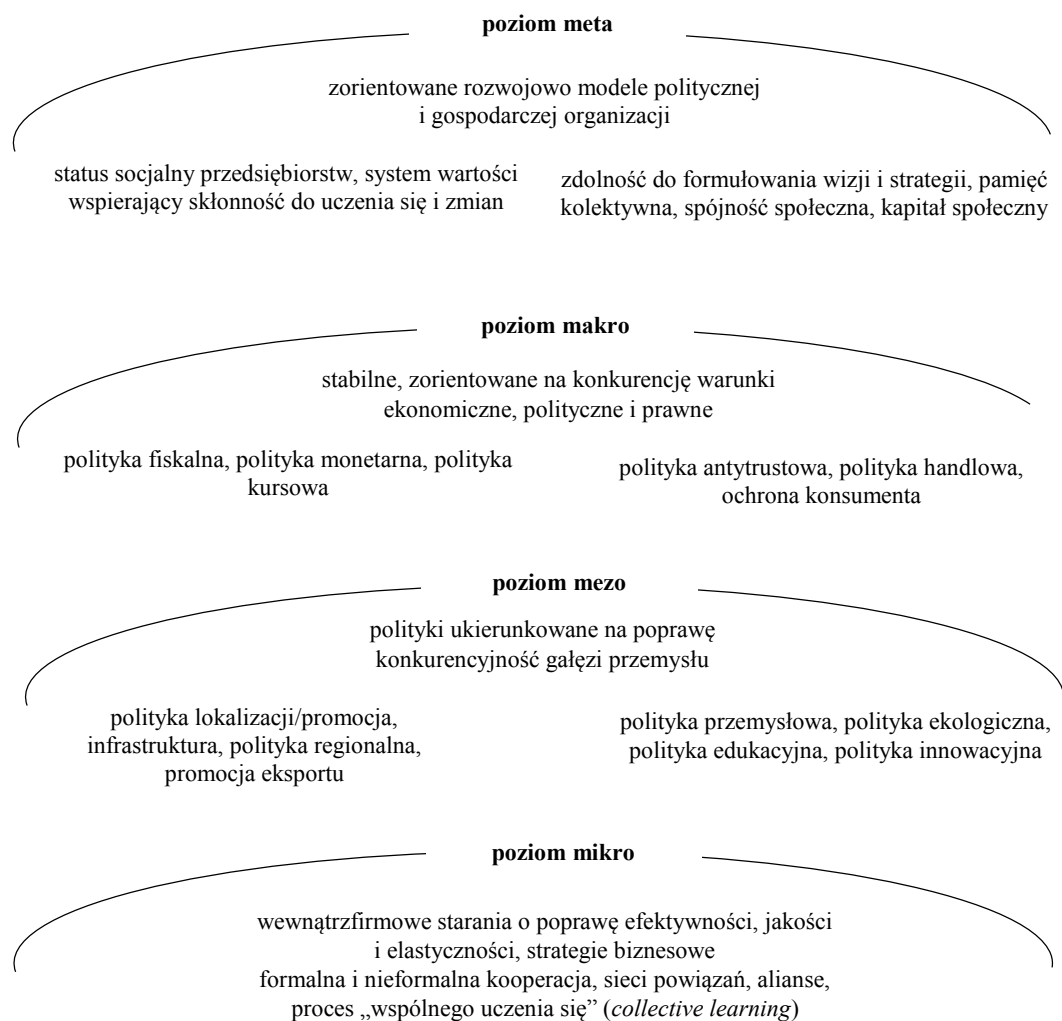 poziom meta
zorientowane rozwojowo modele politycznej
i gospodarczej organizacji
status socjalny przedsiębiorstw, system wartości
wspierający skłonność do uczenia się i zmian
zdolność do formułowania wizji i strategii, pamięć
kolektywna, spójność społeczna, kapitał społeczny
poziom makro
stabilne, zorientowane na konkurencję warunki
ekonomiczne, polityczne i prawne
polityka fiskalna, polityka monetarna, polityka
kursowa
polityka antytrustowa, polityka handlowa,
ochrona konsumenta
poziom mezo
polityki ukierunkowane na poprawę
konkurencyjność gałęzi przemysłu
polityka lokalizacji/promocja,
infrastruktura, polityka regionalna,
promocja eksportu
polityka przemysłowa, polityka ekologiczna,
polityka edukacyjna, polityka innowacyjna
poziom mikro
wewnątrzfirmowe starania o poprawę efektywności, jakości
i elastyczności, strategie biznesowe
formalna i nieformalna kooperacja, sieci powiązań, alianse,
proces „wspólnego uczenia się” (collective learning)